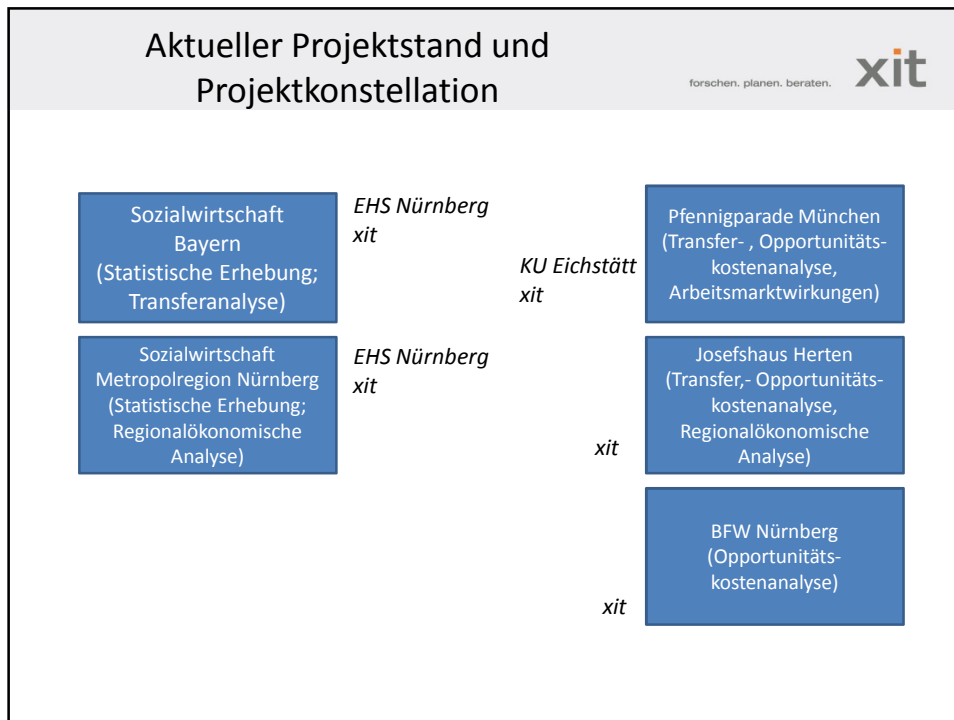 Aktueller Projektstand und
Projektkonstellation
forschen. planen. beraten.
xit
Sozialwirtschaft
Bayern
(Statistische Erhebung;
Transferanalyse)
EHS Nürnberg
xit
Sozialwirtschaft
Metropolregion Nürnberg
(Statistische Erhebung;
Regionalökonomische
Analyse)
EHS Nürnberg
xit
KU Eichstätt
xit
Pfennigparade München
(Transfer- , Opportunitäts-
kostenanalyse,
Arbeitsmarktwirkungen)
xit
Josefshaus Herten
(Transfer,- Opportunitäts-
kostenanalyse,
Regionalökonomische
Analyse)
xit
BFW Nürnberg
(Opportunitäts-
kostenanalyse)